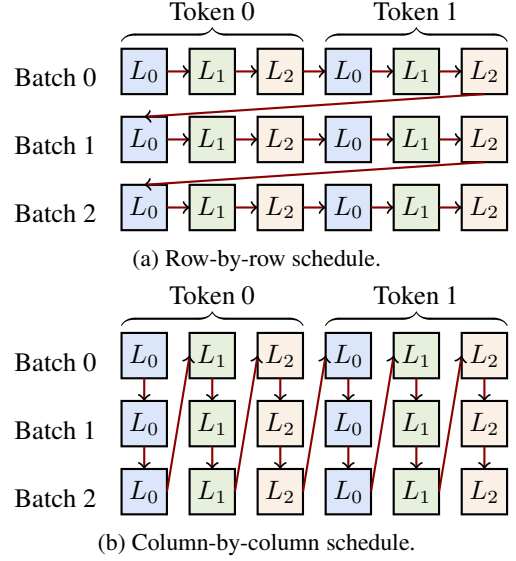 Token 0 Token 1
Batch 0 L₀ L₁ L₂ L₀ L₁ L₂
Batch 1 L₀ L₁ L₂ L₀ L₁ L₂
Batch 2 L₀ L₁ L₂ L₀ L₁ L₂
(a) Row-by-row schedule.
Token 0 Token 1
Batch 0 L₀ L₁ L₂ L₀ L₁ L₂
Batch 1 L₀ L₁ L₂ L₀ L₁ L₂
Batch 2 L₀ L₁ L₂ L₀ L₁ L₂
(b) Column-by-column schedule.